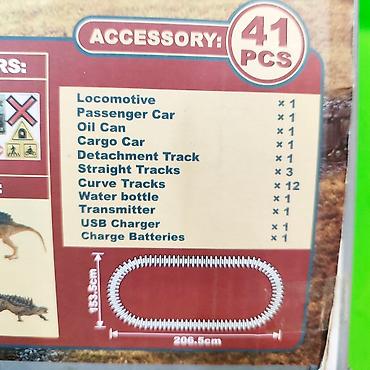 ACCESSORY: 41 PCS
RS:
Locomotive × 1
Passenger Car × 1
Oil Can × 1
Cargo Car × 1
Detachment Track × 1
Straight Tracks × 3
Curve Tracks × 12
Water bottle × 1
Transmitter × 1
USB Charger × 1
Charge Batteries × 1
153.5cm
206.5cm